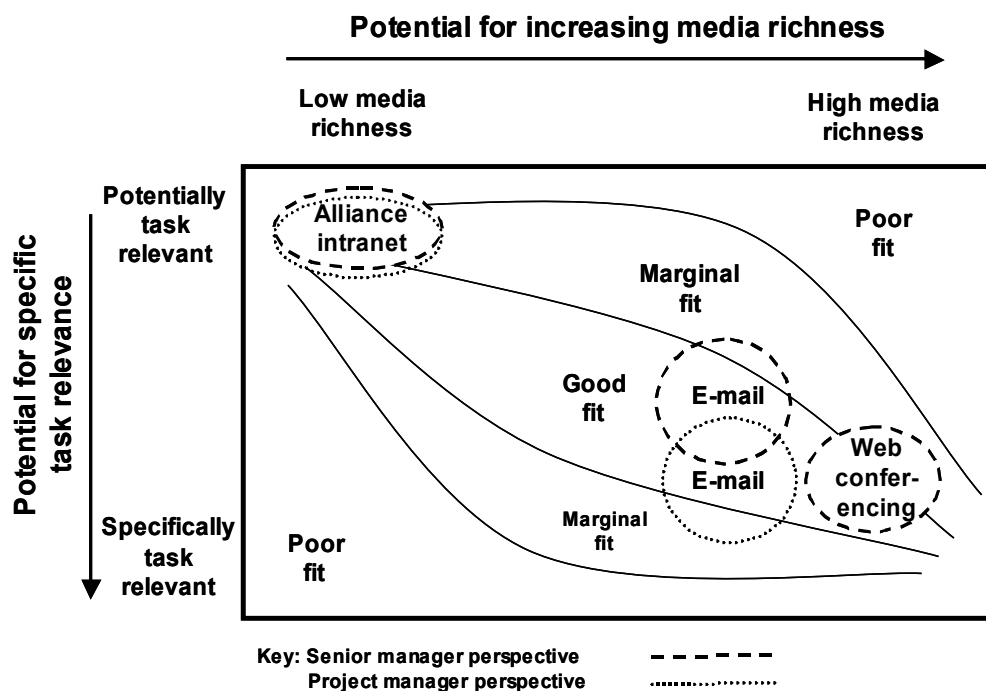 Potential for increasing media richness
Low media
richness
High media
richness
Potential for specific
task relevance
Potentially
task
relevant
Specifically
task
relevant
Alliance
intranet
Poor
fit
Marginal
fit
Good
fit
E-mail
E-mail
Web
confer-
encing
Marginal
fit
Poor
fit
Key: Senior manager perspective
Project manager perspective